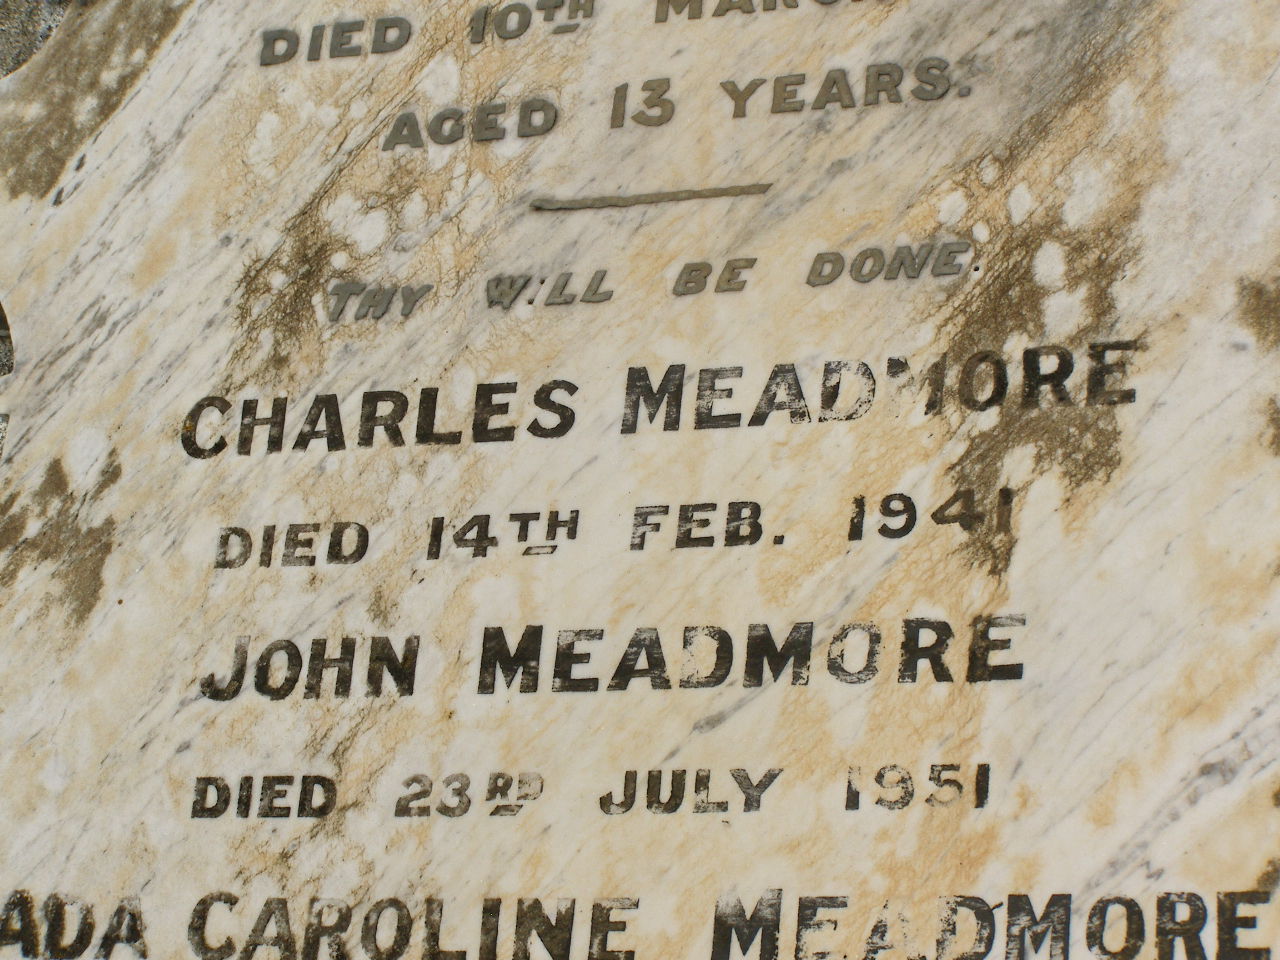 DIED 10TH MARCH
AGED 13 YEARS.
THY WILL BE DONE.
CHARLES MEADMORE
DIED 14TH FEB. 1941
JOHN MEADMORE
DIED 23RD JULY 1951
ADA CAROLINE MEADMORE